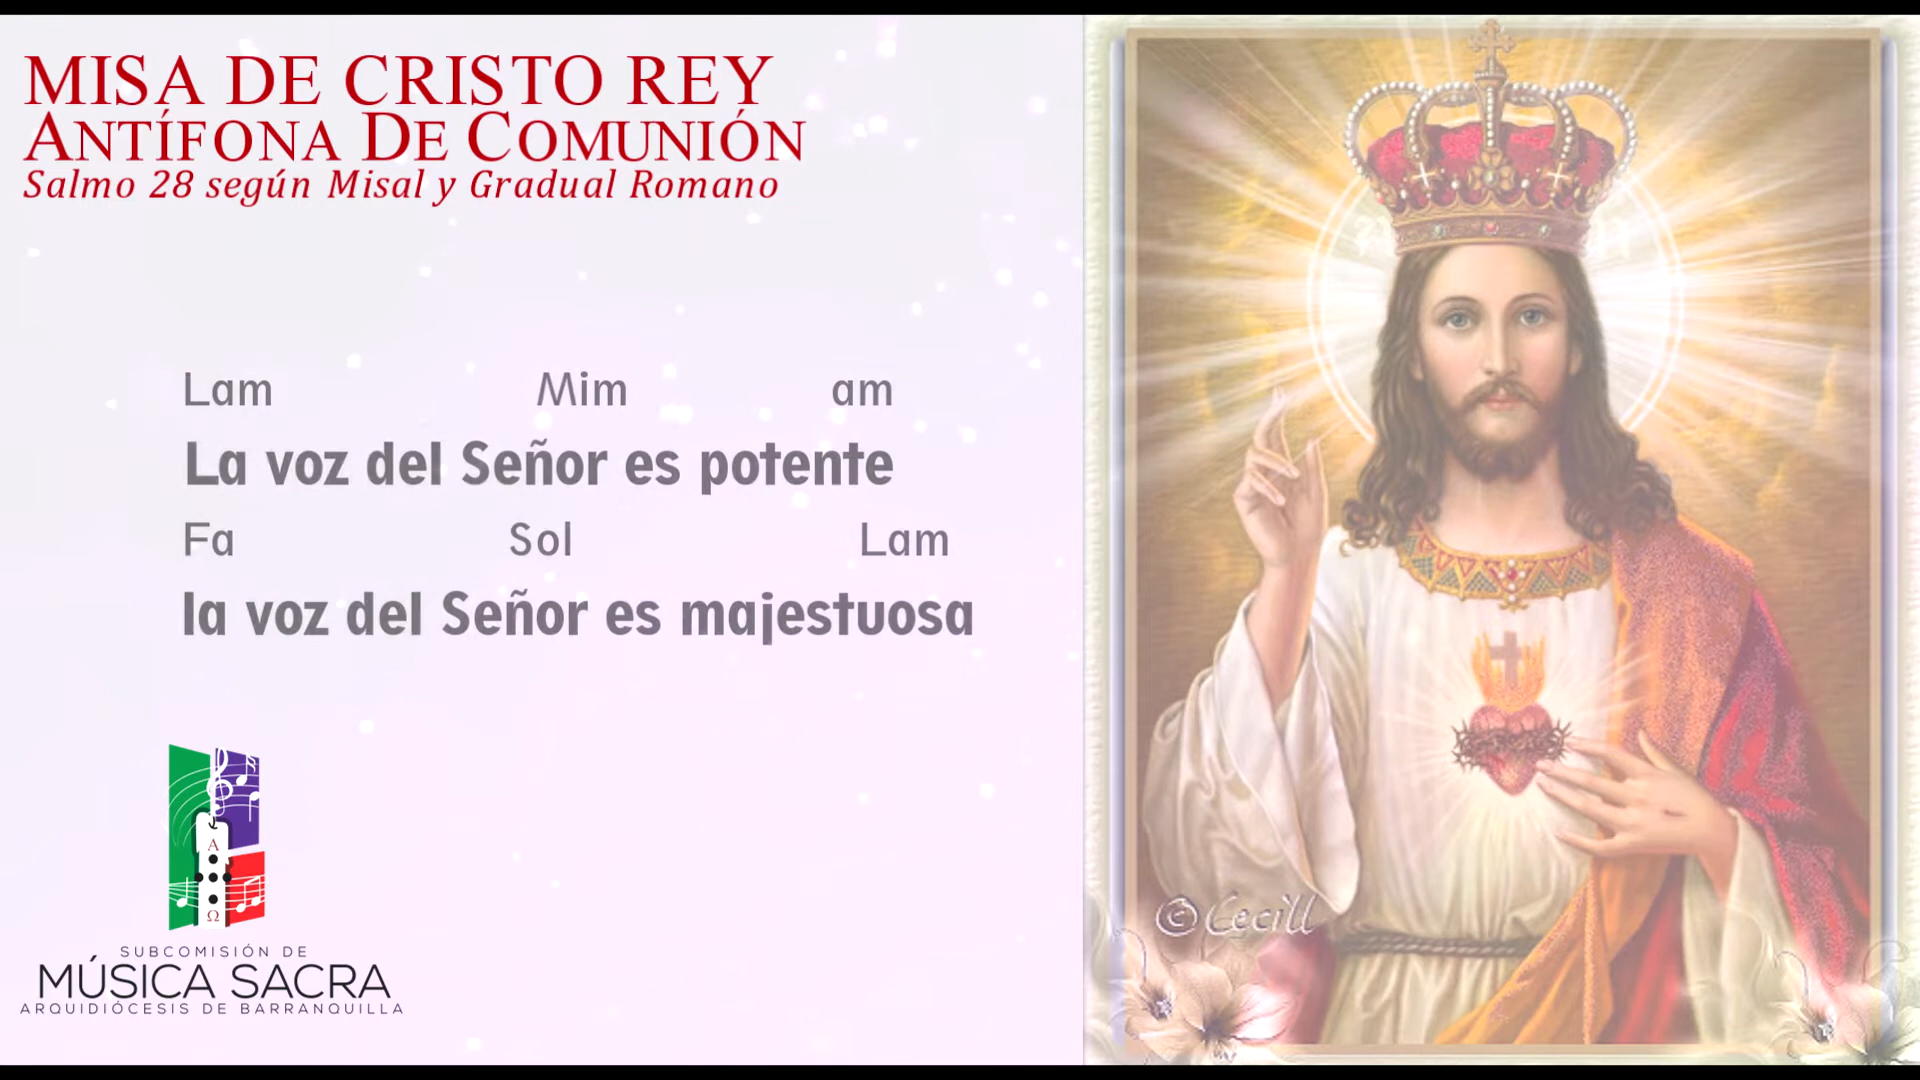 MISA DE CRISTO REY
ANTÍFONA DE COMUNIÓN
Salmo 28 según Misal y Gradual Romano
Lam Mim am
La voz del Señor es potente
Fa Sol Lam
la voz del Señor es majestuosa
Α
Ω
SUBCOMISIÓN DE
MÚSICA SACRA
ARQUIDIÓCESIS DE BARRANQUILLA
© Cecill